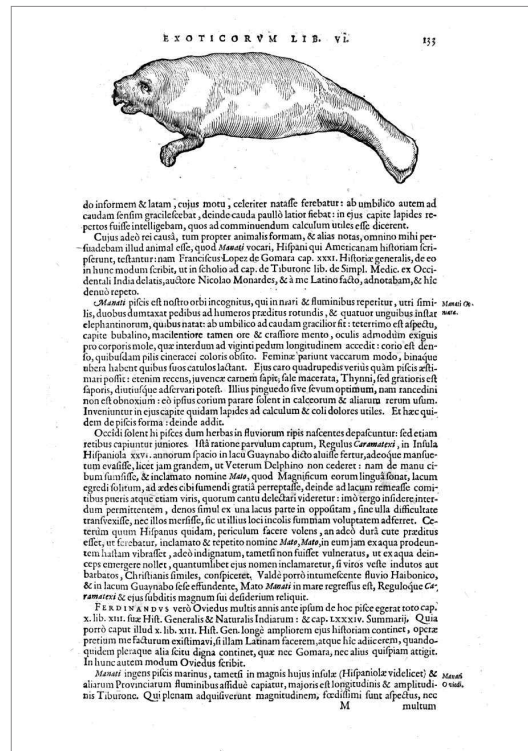 EXOTICORVM LIB. VI. 133
do informem & latam, cujus motu, celeriter natasse ferebatur: ab umbilico autem ad
caudam sensim gracilescebat, deinde cauda paullò latior fiebat: in ejus capite lapides re-
pertos fuisse intelligebam, quos ad comminuendum calculum utiles esse dicerent.
Cujus adeò rei causâ, tum propter animalis formam, & alias notas, omnino mihi per-
suadebam illud animal esse, quod Manati vocari, Hispani qui Americanam historiam scri-
pserunt, testantur: nam Franciscus Lopez de Gomara cap. XXXI. Historiæ generalis, de eo
in hunc modum scribit, ut in scholio ad cap. de Tiburone lib. de Simpl. Medic. ex Occi-
dentali India delatis, auctore Nicolao Monardes, & à me Latino facto, adnotabam, & hîc
denuò repeto.
Manati piscis est nostro orbi incognitus, qui in mari & fluminibus reperitur, utri simi- Manati Go-
lis, duobus dumtaxat pedibus ad humeros præditus rotundis, & quatuor unguibus instar mara.
elephantinorum, quibus natat: ab umbilico ad caudam gracilior fit: teterrimo est aspectu,
capite bubalino, macilentiore tamen ore & crassiore mento, oculis admodùm exiguis
pro corporis mole, quæ interdum ad viginti pedum longitudinem accedit: corio est den-
so, quibusdam pilis cineracei coloris obsito. Feminæ pariunt vaccarum modo, binaque
ubera habent quibus suos catulos lactant. Ejus caro quadrupedis veriùs quàm piscis æsti-
mari possit: etenim recens, juvencæ carnem sapit; sale macerata, Thynni, sed gratioris est
saporis, diutiùsque adservari potest. Illius pinguedo sive sevum optimum, nam rancedini
non est obnoxium: eò ipsius corium parare solent in calceorum & aliarum rerum usum.
Inveniuntur in ejus capite quidam lapides ad calculum & coli dolores utiles. Et hæc qui-
dem de piscis forma: deinde addit.
Occidi solent hi pisces dum herbas in fluviorum ripis nascentes depascuntur: sed etiam
retibus capiuntur juniores. Istâ ratione parvulum captum, Regulus Caramatexi, in Insula
Hispaniola XXVI. annorum spacio in lacu Guaynabo dicto aluisse fertur, adeoque mansue-
tum evasisse, licet jam grandem, ut Veterum Delphino non cederet: nam de manu ci-
bum sumsisse, & inclamato nomine Mato, quod Magnificum eorum linguâ sonat, lacum
egredi solitum, ad ædes cibi sumendi gratiâ perreptasse, deinde ad lacum remeasse comi-
tibus pueris atque etiam viris, quorum cantu delectari videretur: imò tergo insidere inter-
dum permittentem, denos simul ex una lacus parte in oppositam, sine ulla difficultate
transvexisse, nec illos mersisse, sic ut illius loci incolis summam voluptatem adferret. Ce-
terùm quum Hispanus quidam, periculum facere volens, an adeò durâ cute præditus
esset, ut ferebatur, inclamato & repetito nomine Mato, Mato, in eum jam ex aqua prodeun-
tem hastam vibrasset, adeò indignatum, tametsi non fuisset vulneratus, ut ex aqua dein-
ceps emergere nollet, quantumlibet ejus nomen inclamaretur, si viros veste indutos aut
barbatos, Christianis similes, conspiceret. Valdè porrò intumescente fluvio Haibonico,
& in lacum Guaynabo sese effundente, Mato Manati in mare regressus est, Reguloque Ca-
ramatexi & ejus subditis magnum sui desiderium reliquit.
FERDINANDVS verò Oviedus multis annis ante ipsum de hoc pisce egerat toto cap.
X. lib. XIII. suæ Hist. Generalis & Naturalis Indiarum: & cap. LXXXIV. Summarij. Quia
porrò caput illud X. lib. XIII. Hist. Gen. longè ampliorem ejus historiam continet, operæ
pretium me facturum existimavi, si illam Latinam facerem, atque hîc adiicerem, quando-
quidem pleraque alia scitu digna continet, quæ nec Gomara, nec alius quispiam attigit.
In hunc autem modum Oviedus scribit.
Manati ingens piscis marinus, tametsi in magnis hujus insulæ (Hispaniolæ videlicet) & Manati
aliarum Provinciarum fluminibus assiduè capiatur, majoris est longitudinis & amplitudi- Oviedi.
nis Tiburone. Qui plenam adquisiverunt magnitudinem, fœdissimi sunt aspectus, nec
M multum